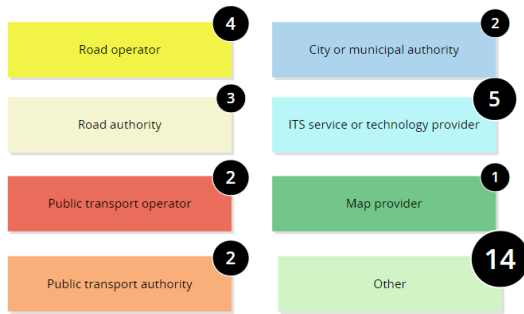 4
Road operator
2
City or municipal authority
3
Road authority
5
ITS service or technology provider
2
Public transport operator
1
Map provider
2
Public transport authority
14
Other